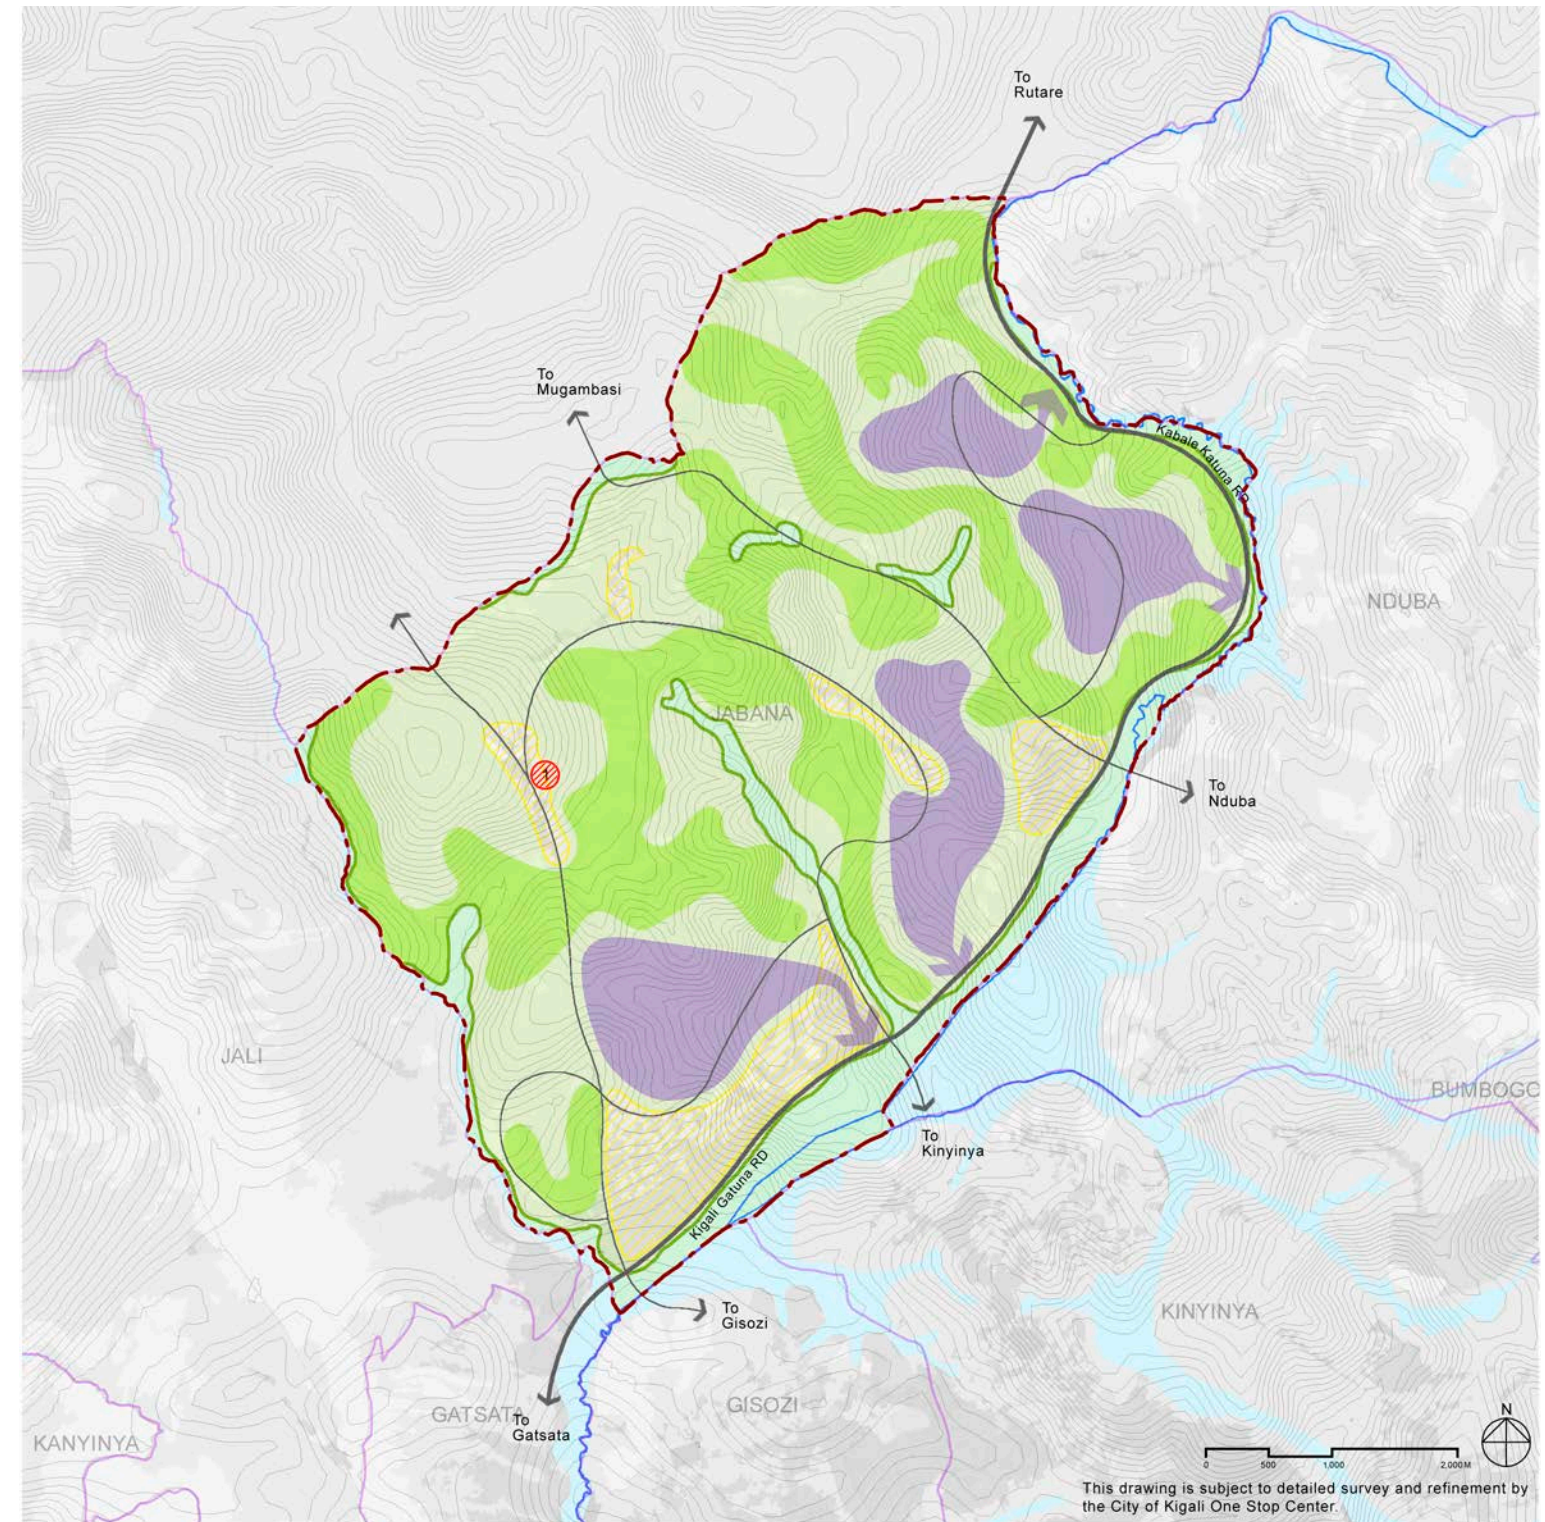 To
Rutare
To
Mugambasi
Kabale Katuna RD
NDUBA
JABANA
1
To
Nduba
JALI
BUMBOGO
To
Kinyinya
Kigali Gatuna RD
To
Gisozi
KINYINYA
GISOZI
GATSATA
To
Gatsata
KANYINYA
N
0 500 1,000 2,000M
This drawing is subject to detailed survey and refinement by
the City of Kigali One Stop Center.